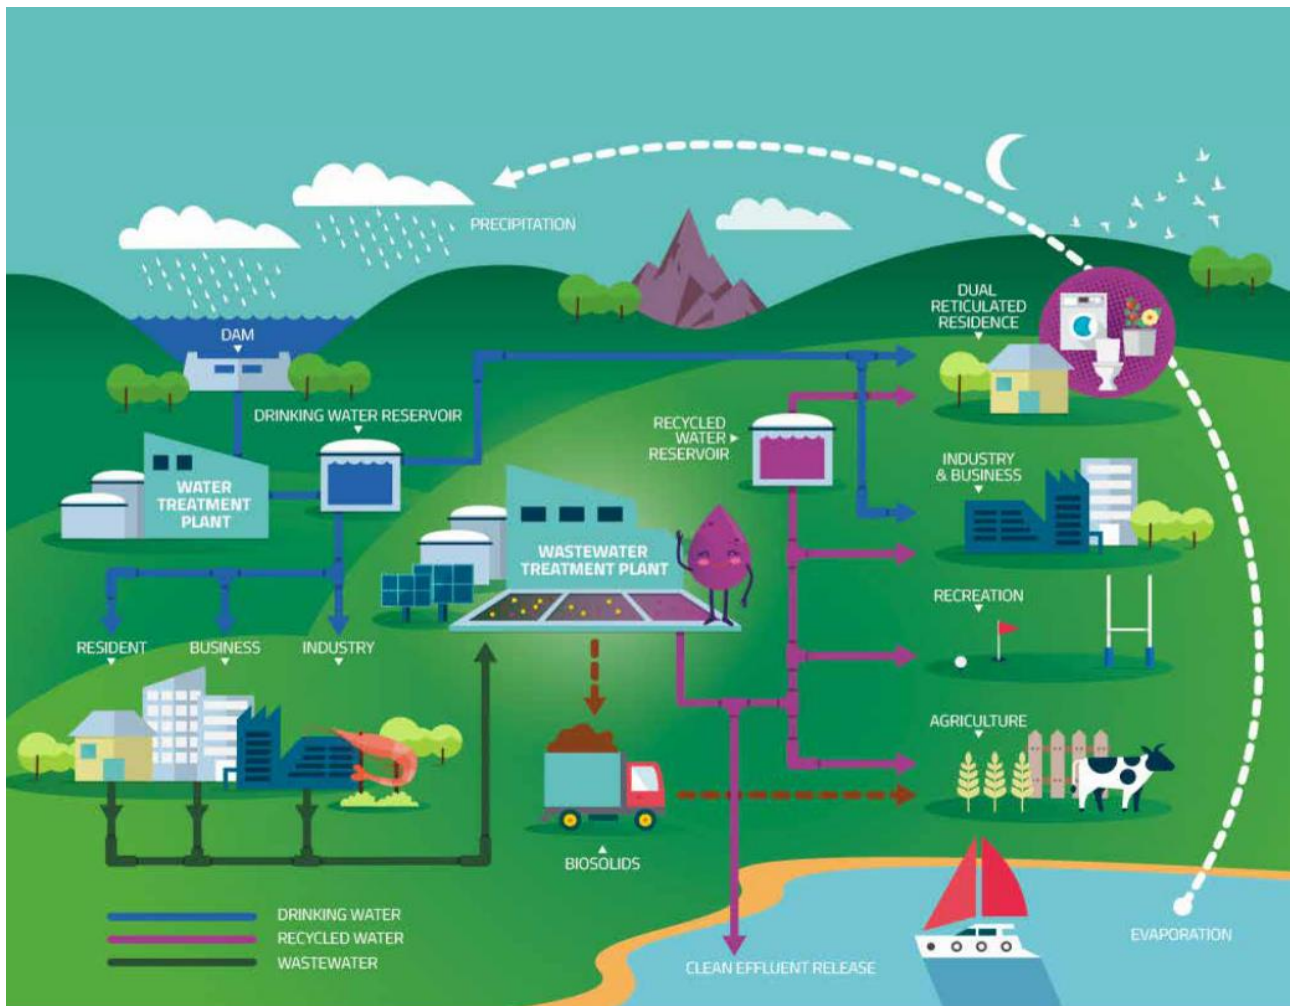 PRECIPITATION
DAM
DUAL
RETICULATED
RESIDENCE
DRINKING WATER RESERVOIR
RECYCLED
WATER
RESERVOIR
WATER
TREATMENT
PLANT
INDUSTRY
& BUSINESS
WASTEWATER
TREATMENT PLANT
RECREATION
RESIDENT
BUSINESS
INDUSTRY
AGRICULTURE
BIOSOLIDS
DRINKING WATER
RECYCLED WATER
WASTEWATER
CLEAN EFFLUENT RELEASE
EVAPORATION